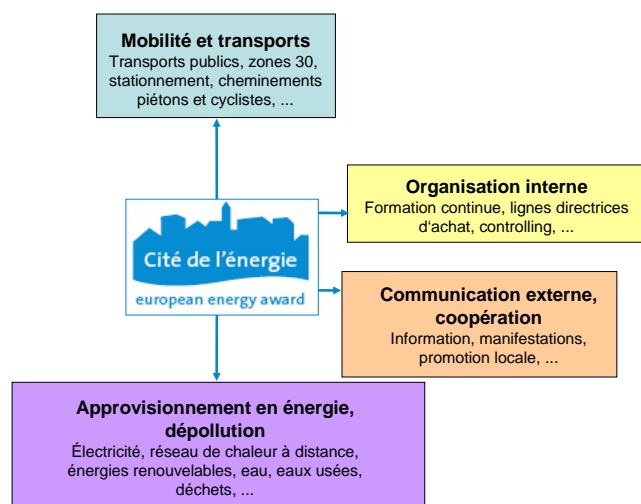 Mobilité et transports
Transports publics, zones 30,
stationnement, cheminements
piétons et cyclistes, ...
Organisation interne
Formation continue, lignes directrices
d‘achat, controlling, ...
Cité de l’énergie
european energy award
Communication externe,
coopération
Information, manifestations,
promotion locale, ...
Approvisionnement en énergie,
dépollution
Électricité, réseau de chaleur à distance,
énergies renouvelables, eau, eaux usées,
déchets, ...